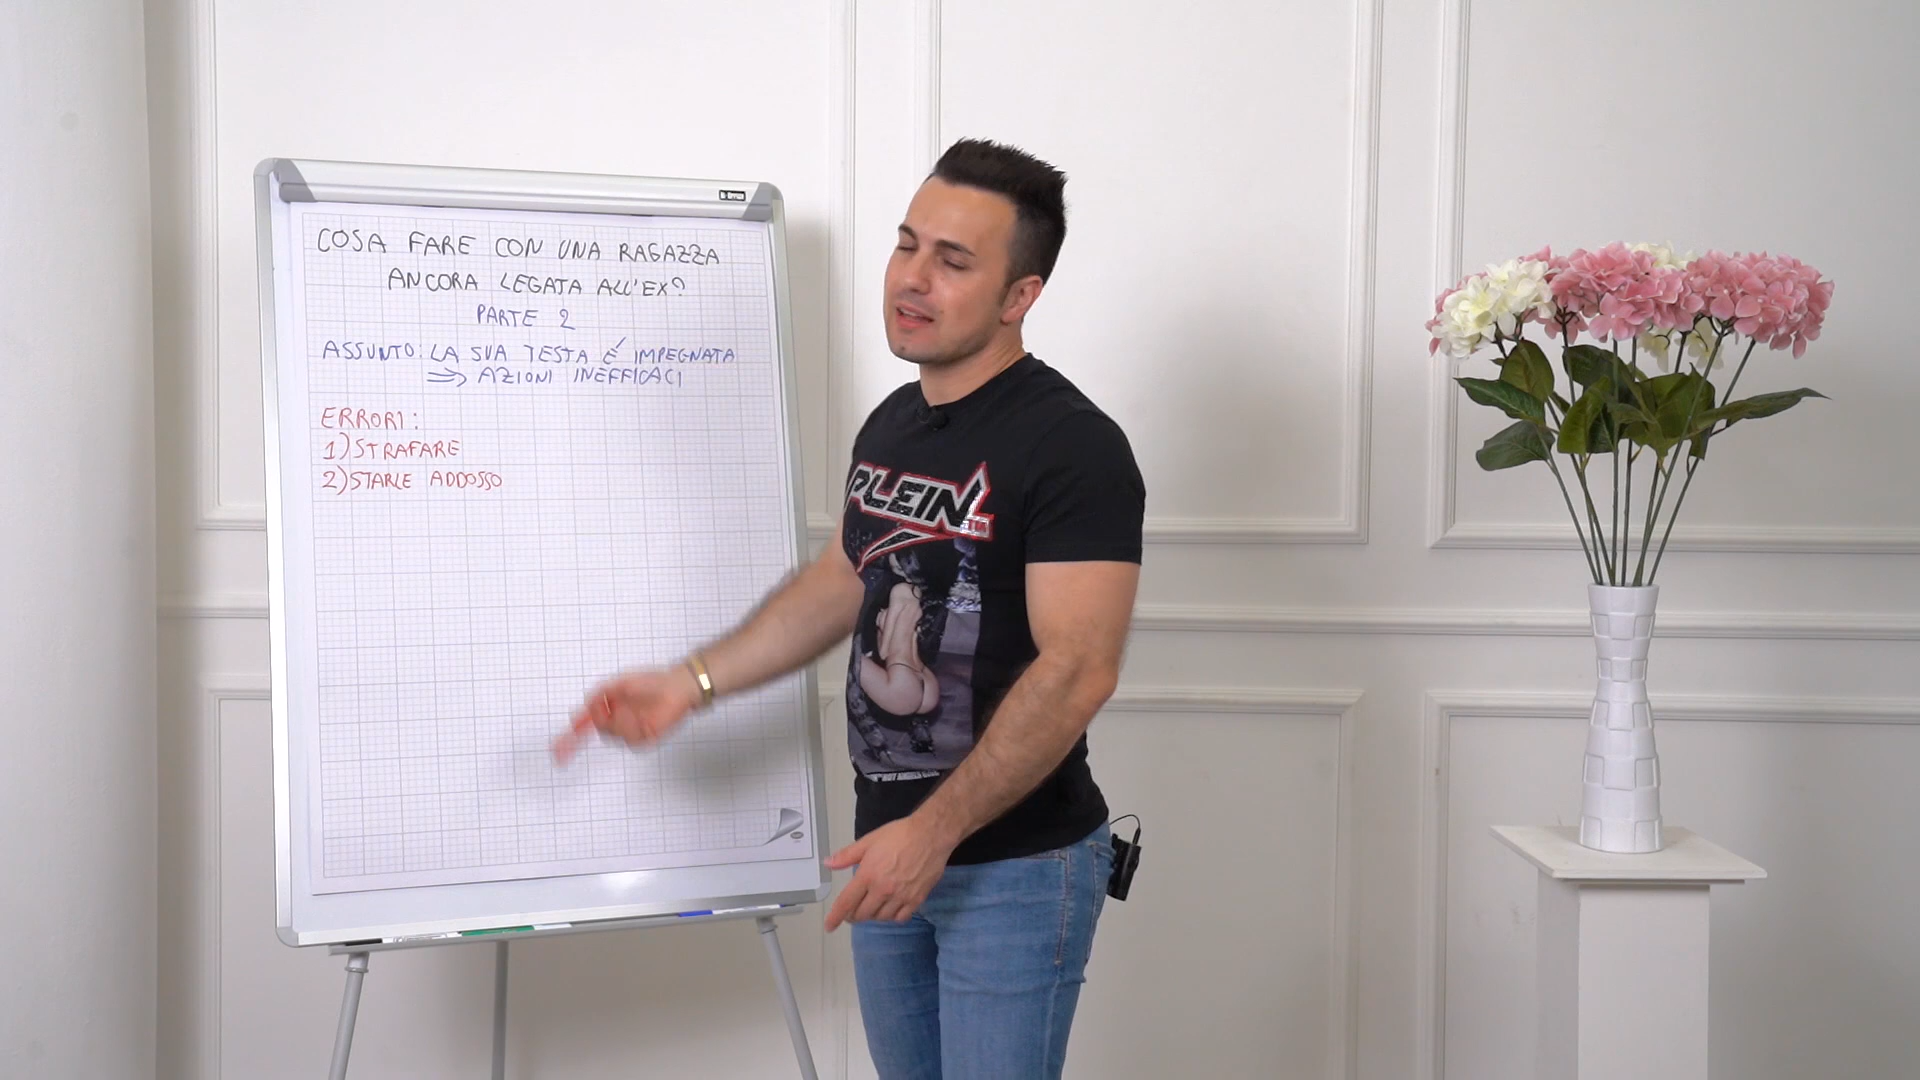 COSA FARE CON UNA RAGAZZA
ANCORA LEGATA ALL'EX?
PARTE 2
ASSUNTO: LA SUA TESTA É IMPEGNATA
=> AZIONI INEFFICACI
ERRORI:
1) STRAFARE
2) STARLE ADDOSSO
PLEIN